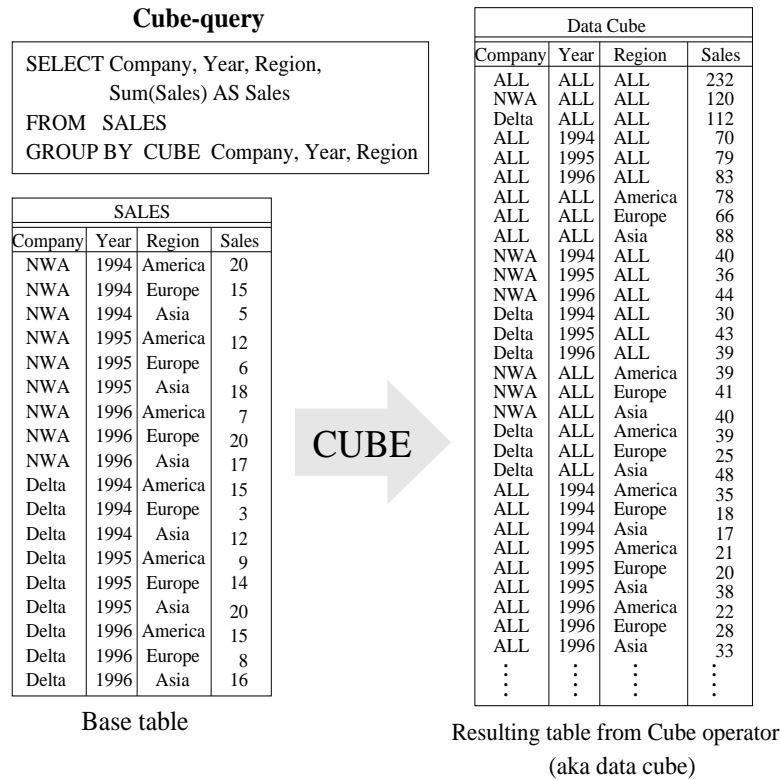 Cube-query
SELECT Company, Year, Region,
Sum(Sales) AS Sales
FROM SALES
GROUP BY CUBE Company, Year, Region
SALES
Company Year Region Sales
NWA 1994 America 20
NWA 1994 Europe 15
NWA 1994 Asia 5
NWA 1995 America 12
NWA 1995 Europe 6
NWA 1995 Asia 18
NWA 1996 America 7
NWA 1996 Europe 20
NWA 1996 Asia 17
Delta 1994 America 15
Delta 1994 Europe 3
Delta 1994 Asia 12
Delta 1995 America 9
Delta 1995 Europe 14
Delta 1995 Asia 20
Delta 1996 America 15
Delta 1996 Europe 8
Delta 1996 Asia 16
Base table
CUBE
Data Cube
Company Year Region Sales
ALL ALL ALL 232
NWA ALL ALL 120
Delta ALL ALL 112
ALL 1994 ALL 70
ALL 1995 ALL 79
ALL 1996 ALL 83
ALL ALL America 78
ALL ALL Europe 66
ALL ALL Asia 88
NWA 1994 ALL 40
NWA 1995 ALL 36
NWA 1996 ALL 44
Delta 1994 ALL 30
Delta 1995 ALL 43
Delta 1996 ALL 39
NWA ALL America 39
NWA ALL Europe 41
NWA ALL Asia 40
Delta ALL America 39
Delta ALL Europe 25
Delta ALL Asia 48
ALL 1994 America 35
ALL 1994 Europe 18
ALL 1994 Asia 17
ALL 1995 America 21
ALL 1995 Europe 20
ALL 1995 Asia 38
ALL 1996 America 22
ALL 1996 Europe 28
ALL 1996 Asia 33
Resulting table from Cube operator
(aka data cube)